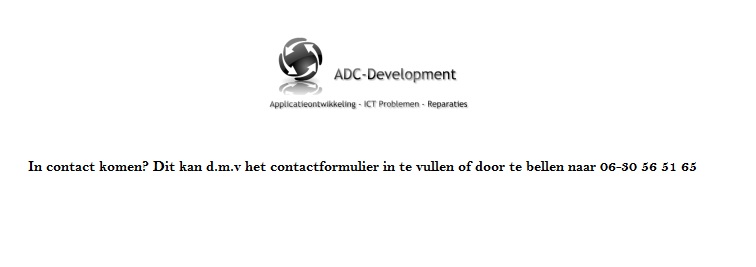 ADC-Development
Applicatieontwikkeling - ICT Problemen - Reparaties
In contact komen? Dit kan d.m.v het contactformulier in te vullen of door te bellen naar 06-30 56 51 65